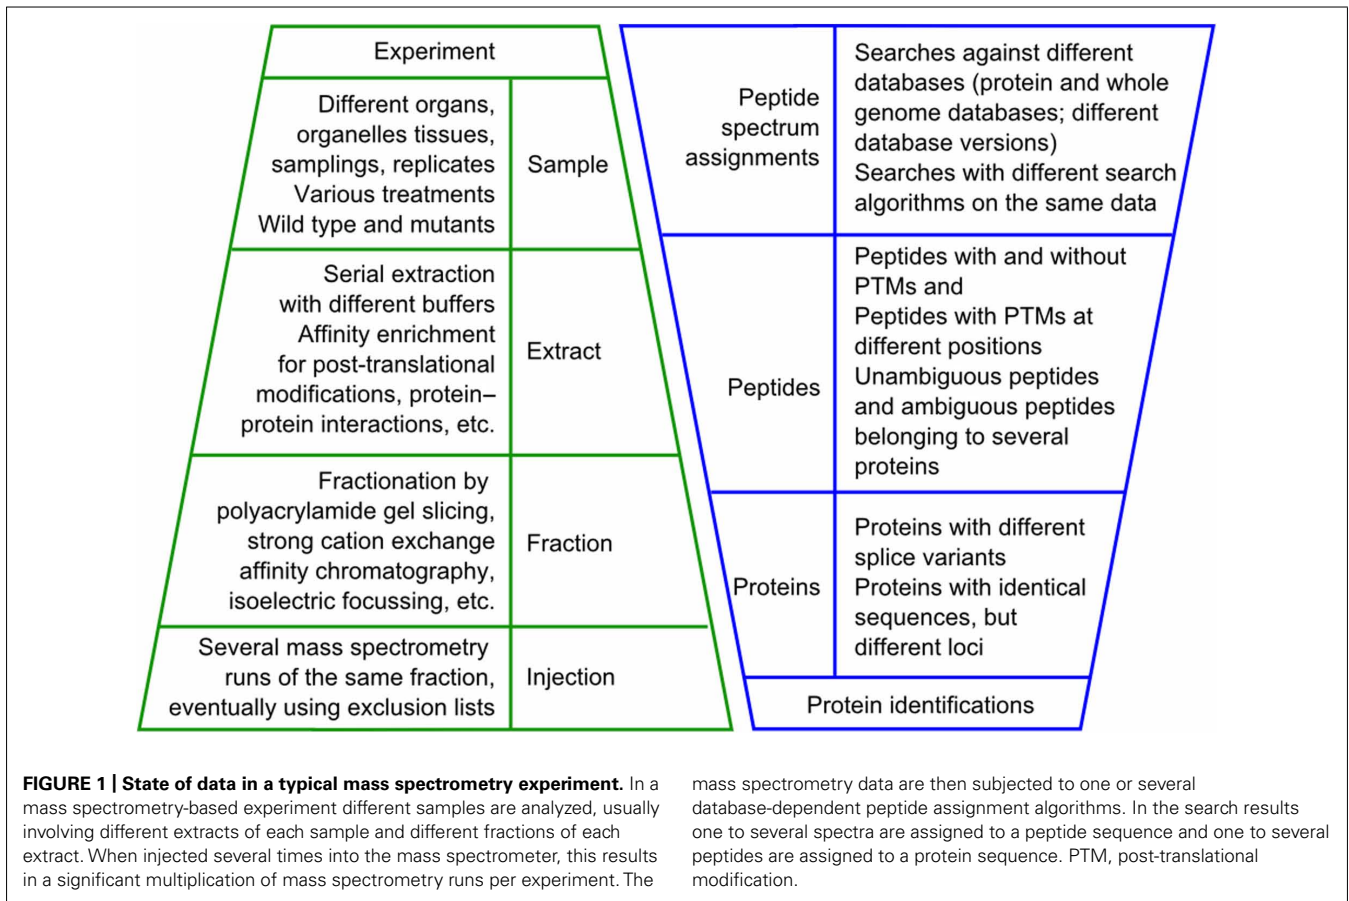 Experiment
Different organs,
organelles tissues,
samplings, replicates
Various treatments
Wild type and mutants
Sample
Serial extraction
with different buffers
Affinity enrichment
for post-translational
modifications, protein–
protein interactions, etc.
Extract
Fractionation by
polyacrylamide gel slicing,
strong cation exchange
affinity chromatography,
isoelectric focussing, etc.
Fraction
Several mass spectrometry
runs of the same fraction,
eventually using exclusion lists
Injection
Peptide
spectrum
assignments
Searches against different
databases (protein and whole
genome databases; different
database versions)
Searches with different search
algorithms on the same data
Peptides
Peptides with and without
PTMs and
Peptides with PTMs at
different positions
Unambiguous peptides
and ambiguous peptides
belonging to several
proteins
Proteins
Proteins with different
splice variants
Proteins with identical
sequences, but
different loci
Protein identifications
FIGURE 1 | State of data in a typical mass spectrometry experiment. In a
mass spectrometry-based experiment different samples are analyzed, usually
involving different extracts of each sample and different fractions of each
extract. When injected several times into the mass spectrometer, this results
in a significant multiplication of mass spectrometry runs per experiment. The
mass spectrometry data are then subjected to one or several
database-dependent peptide assignment algorithms. In the search results
one to several spectra are assigned to a peptide sequence and one to several
peptides are assigned to a protein sequence. PTM, post-translational
modification.